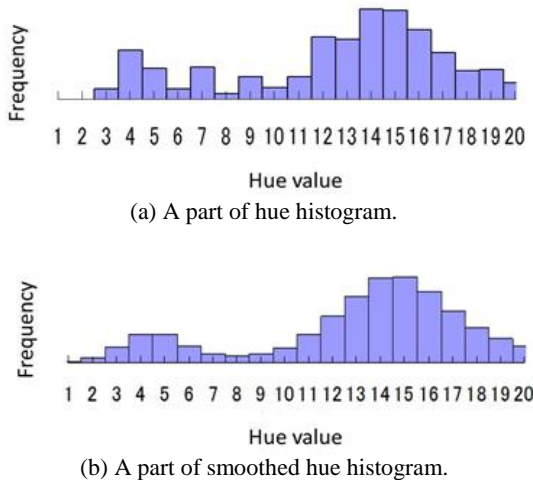 Frequency
1 2 3 4 5 6 7 8 9 10 11 12 13 14 15 16 17 18 19 20
Hue value
(a) A part of hue histogram.
Frequency
1 2 3 4 5 6 7 8 9 10 11 12 13 14 15 16 17 18 19 20
Hue value
(b) A part of smoothed hue histogram.